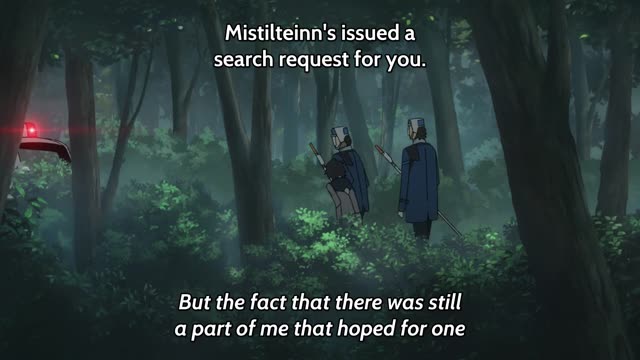 Mistilteinn's issued a
search request for you.
But the fact that there was still
a part of me that hoped for one